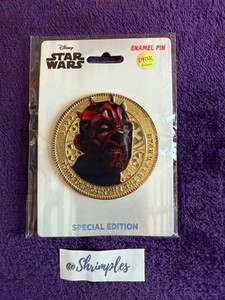 Disney
STAR
WARS
ENAMEL PIN
SPECIAL EDITION
@Shrimples